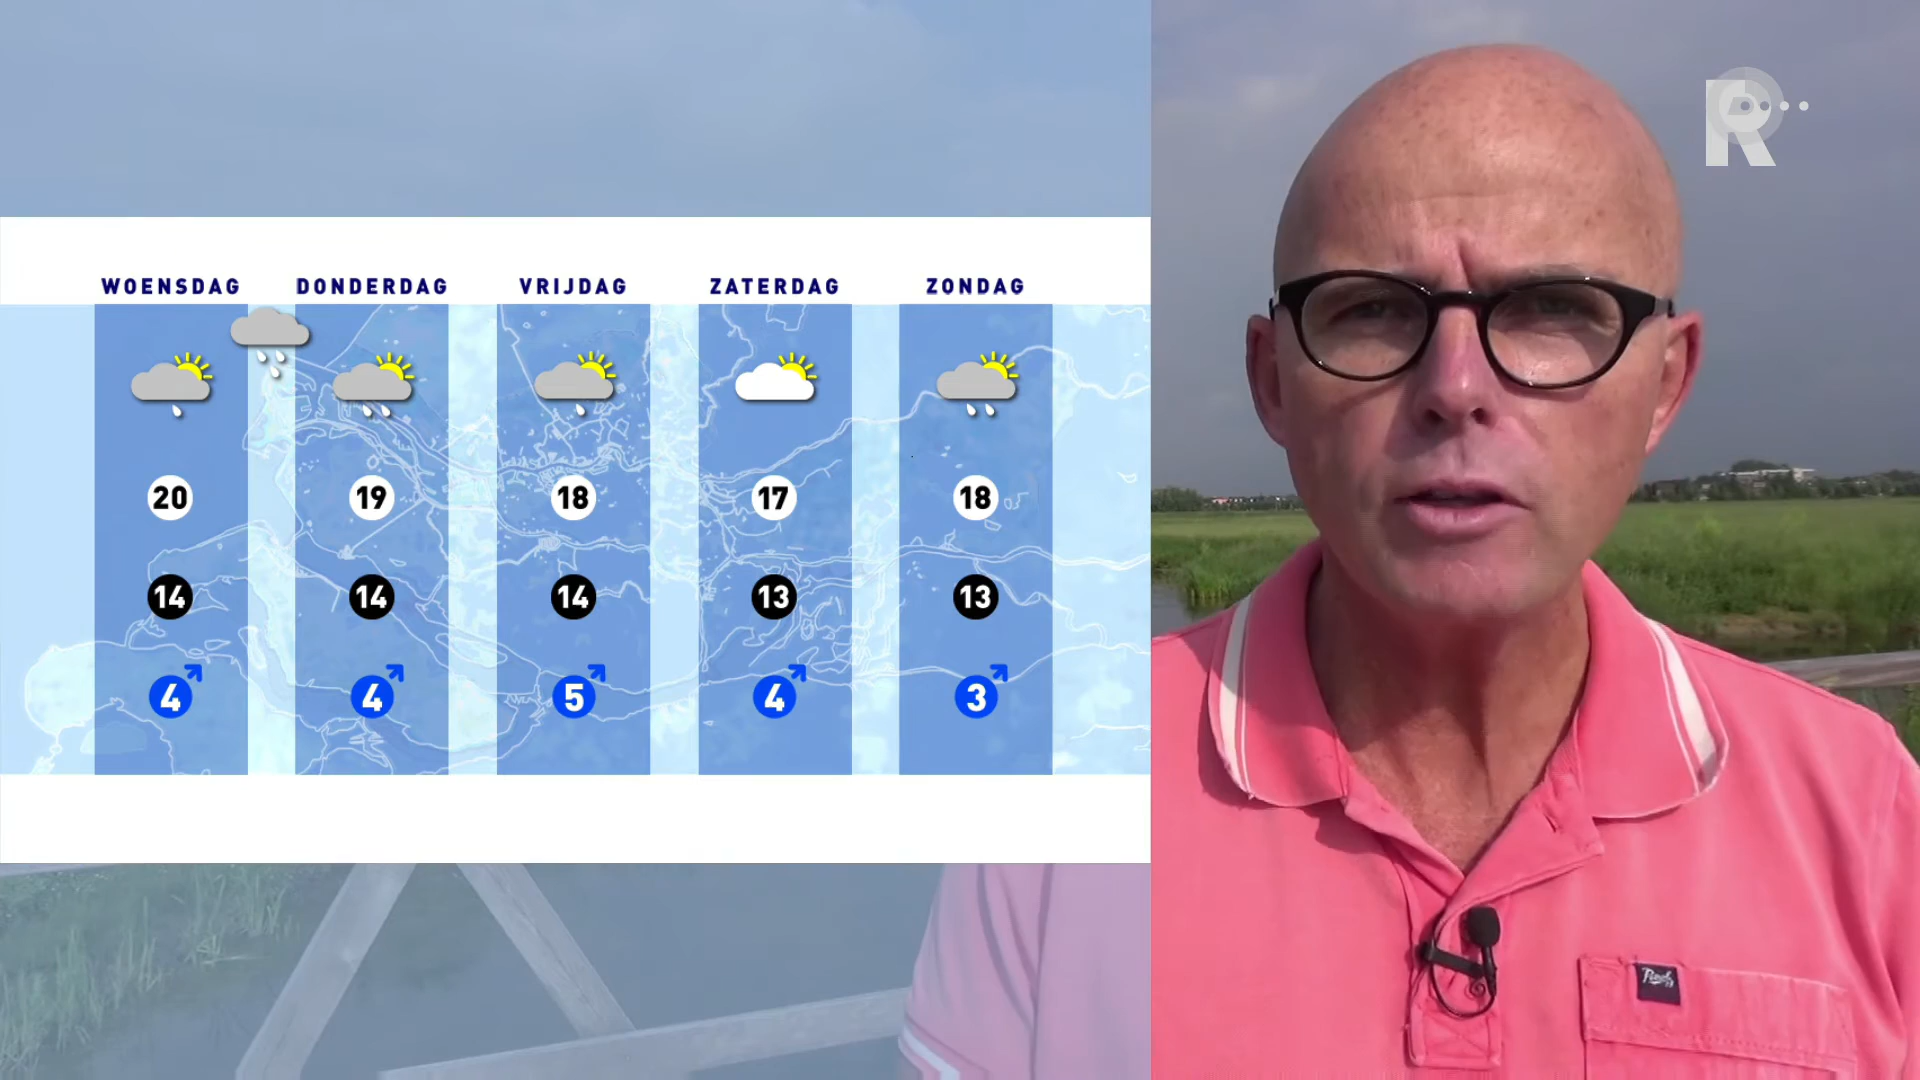 WOENSDAG DONDERDAG VRIJDAG ZATERDAG ZONDAG
20 19 18 17 18
14 14 14 13 13
4 4 5 4 3
R